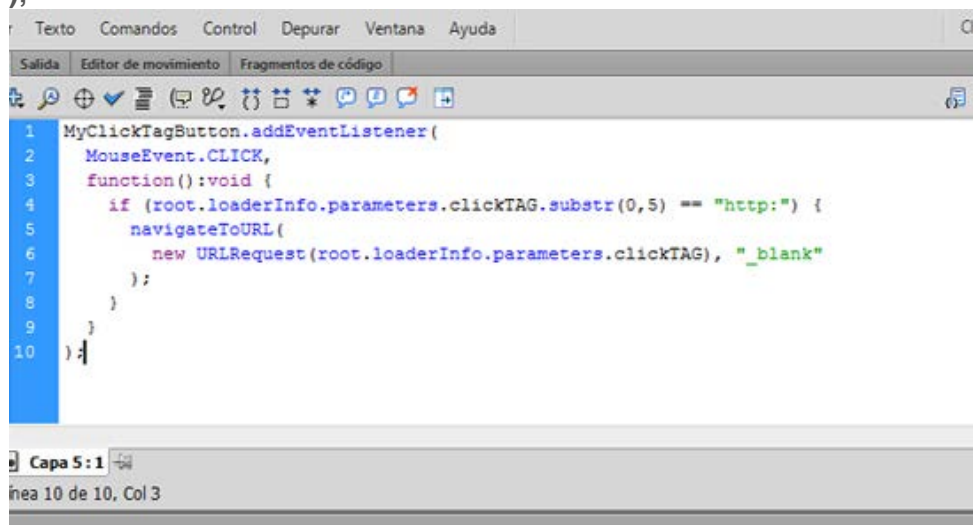 );
Texto Comandos Control Depurar Ventana Ayuda
Salida Editor de movimiento Fragmentos de código
1 MyClickTagButton.addEventListener(
2 MouseEvent.CLICK,
3 function():void {
4 if (root.loaderInfo.parameters.clickTAG.substr(0,5) == "http:") {
5 navigateToURL(
6 new URLRequest(root.loaderInfo.parameters.clickTAG), "_blank"
7 );
8 }
9 }
10 );
Capa 5:1
ínea 10 de 10, Col 3